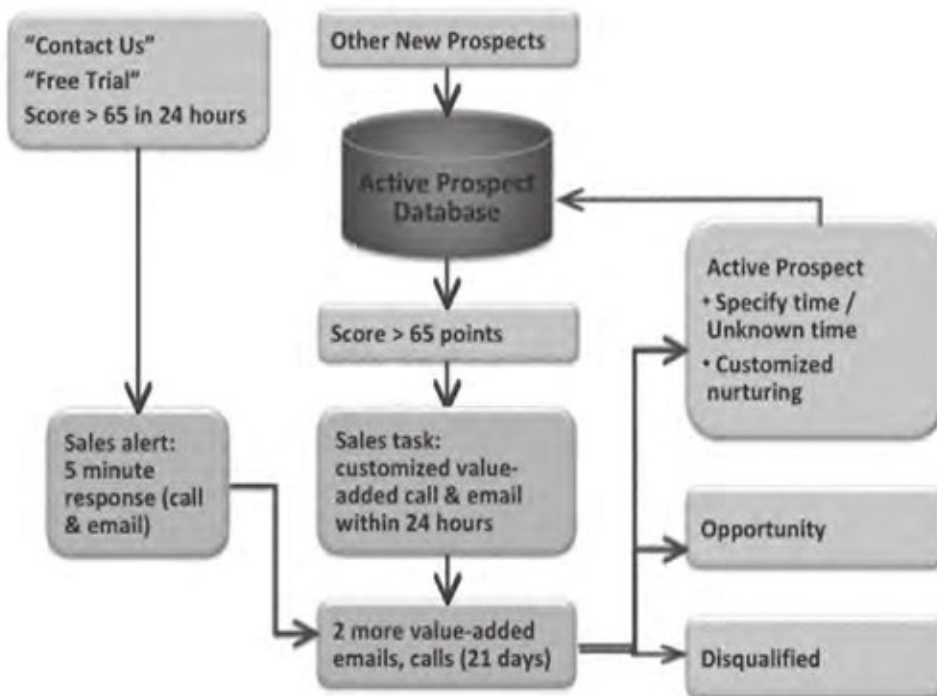 “Contact Us”
“Free Trial”
Score > 65 in 24 hours
Other New Prospects
Active Prospect
Database
Score > 65 points
Active Prospect
• Specify time /
Unknown time
• Customized
nurturing
Sales alert:
5 minute
response (call
& email)
Sales task:
customized value-
added call & email
within 24 hours
Opportunity
2 more value-added
emails, calls (21 days)
Disqualified